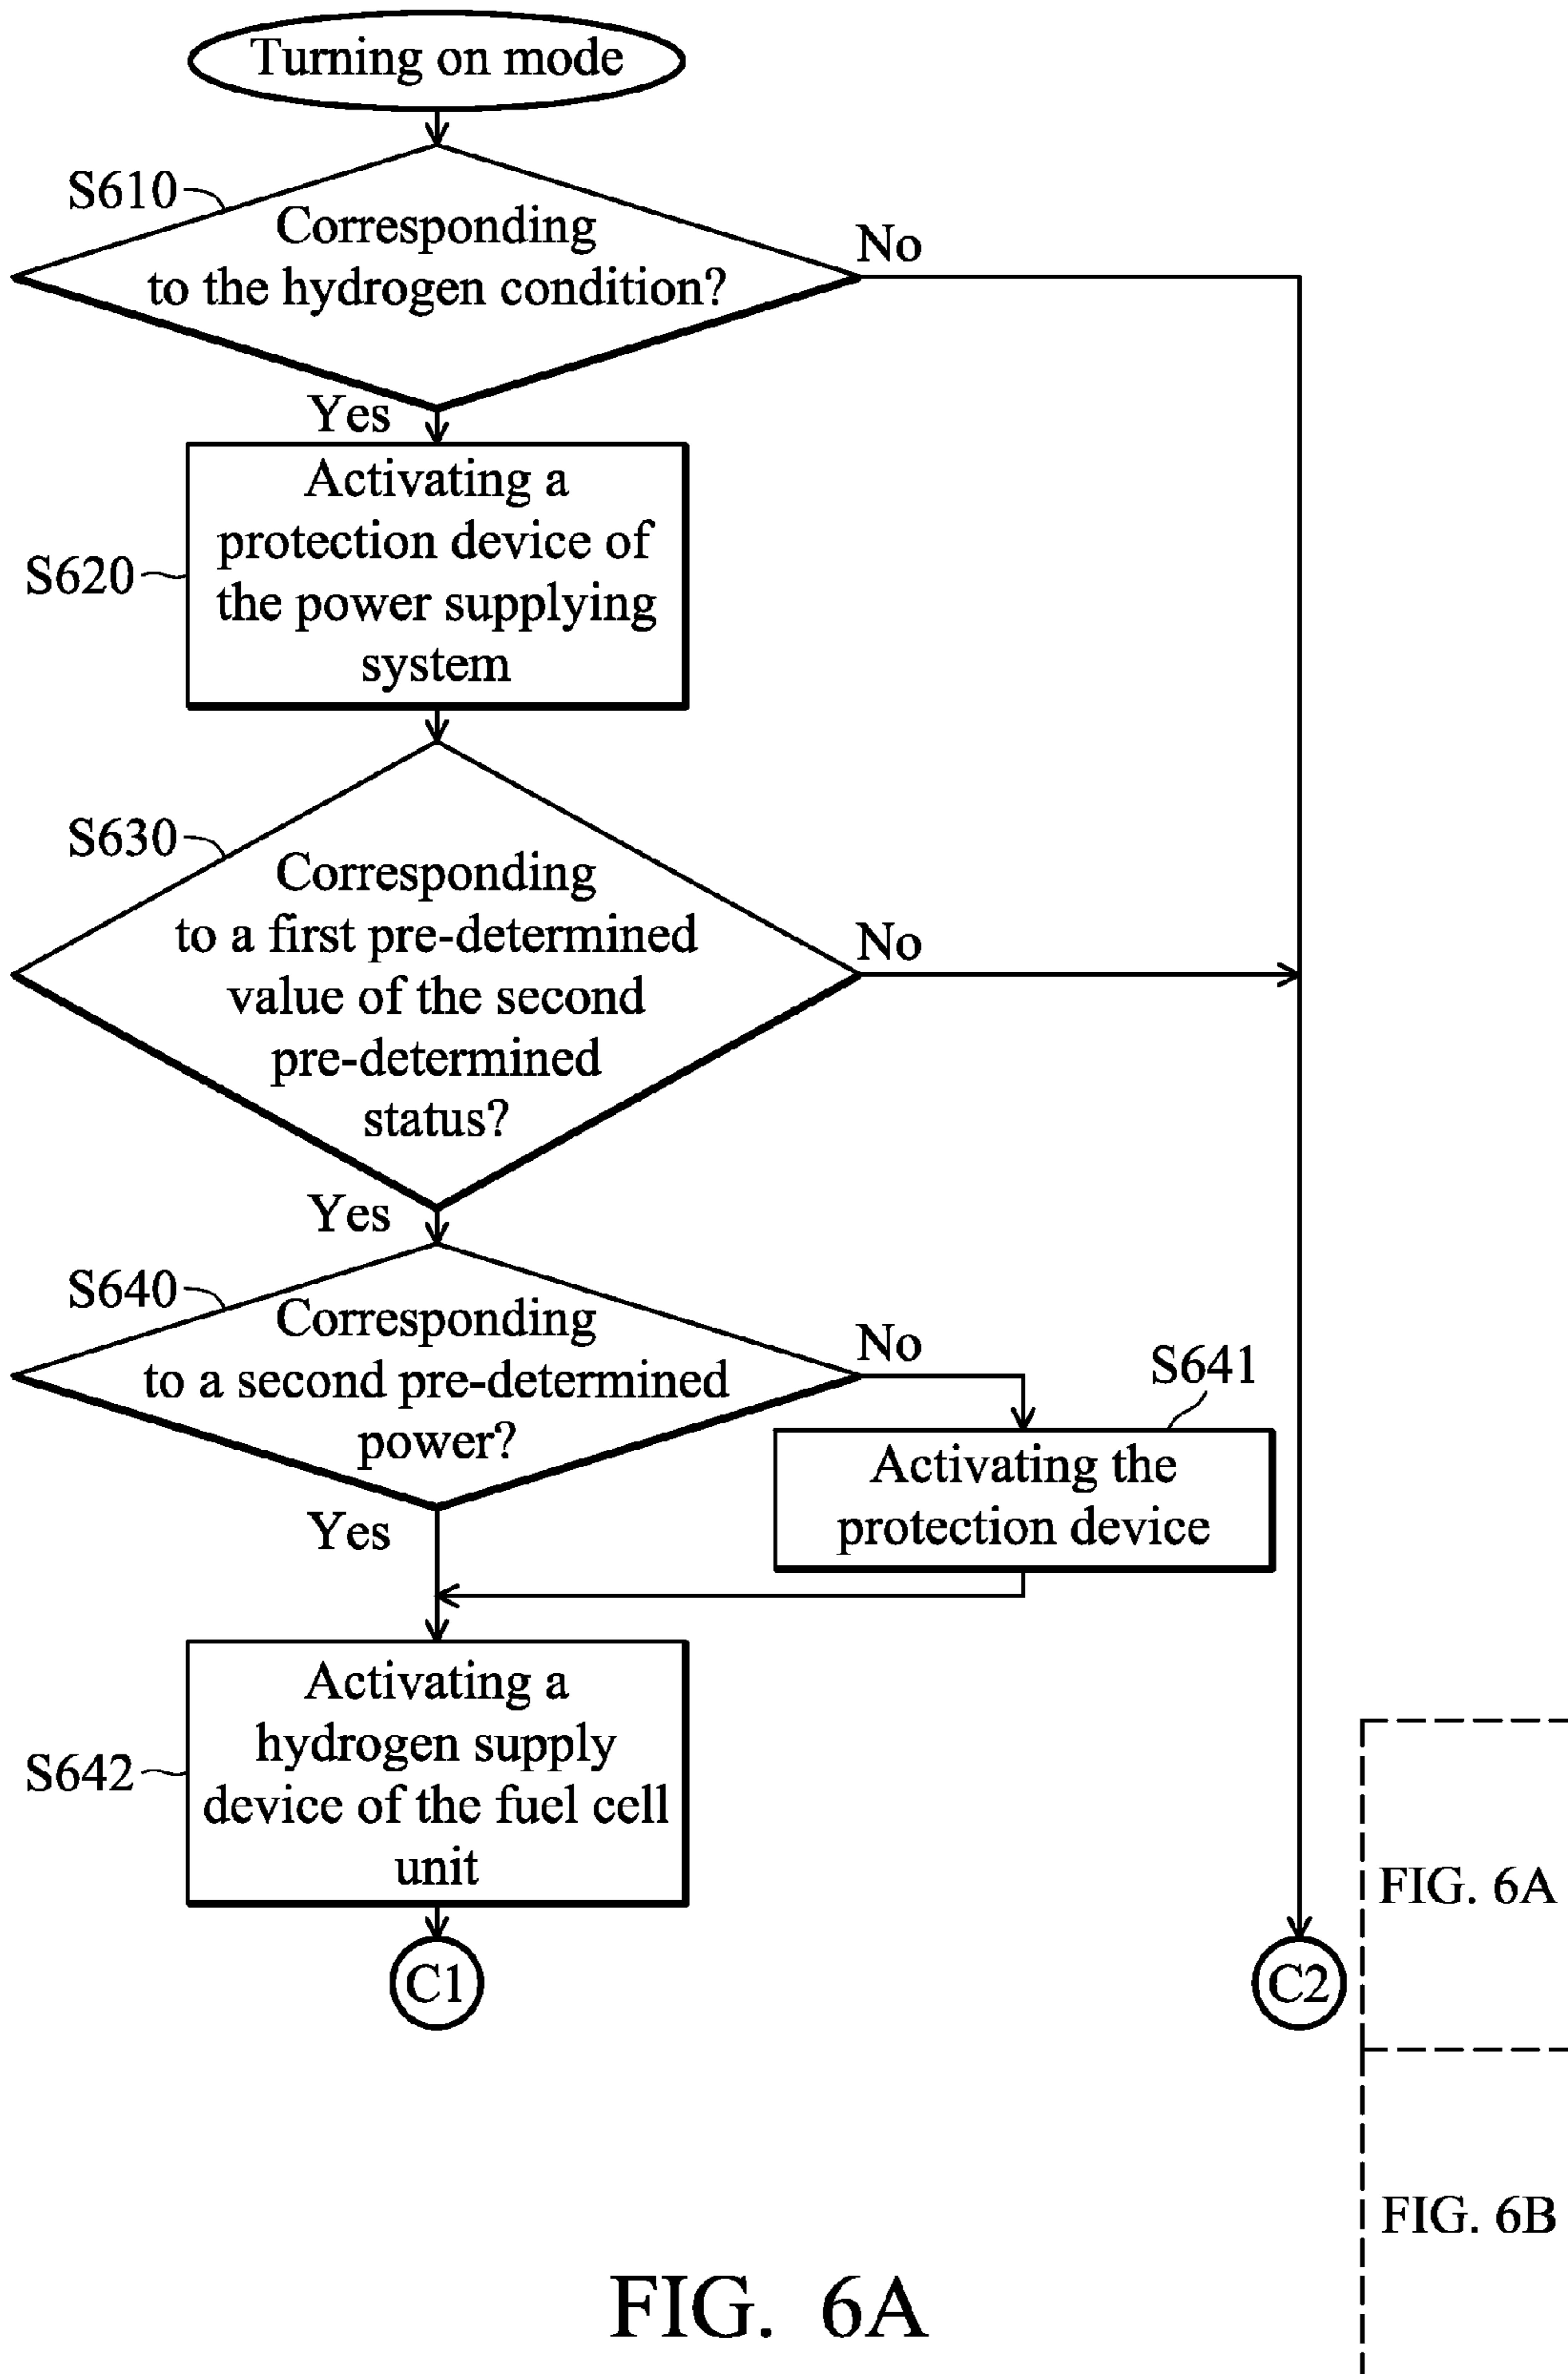 Turning on mode
S610
Corresponding
to the hydrogen condition?
No
Yes
S620
Activating a
protection device of
the power supplying
system
S630
Corresponding
to a first pre-determined
value of the second
pre-determined
status?
No
Yes
S640
Corresponding
to a second pre-determined
power?
No
S641
Activating the
protection device
Yes
S642
Activating a
hydrogen supply
device of the fuel cell
unit
C1
C2
FIG. 6A
FIG. 6B
FIG. 6A